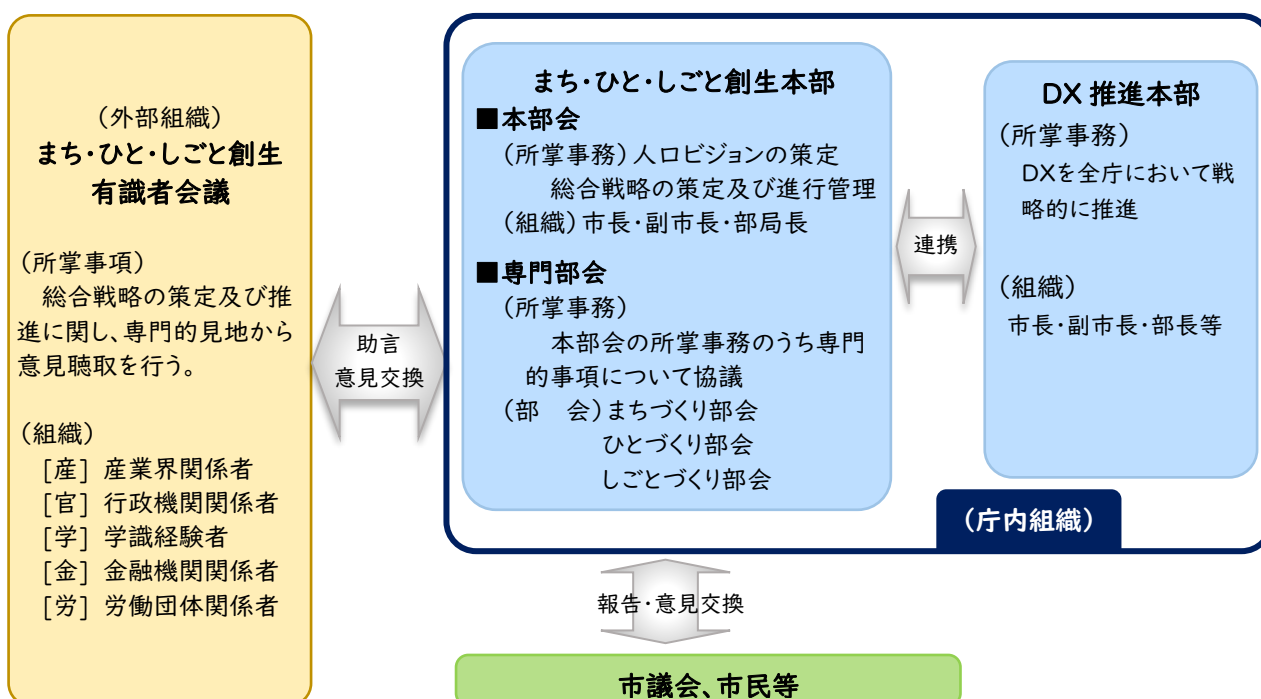 (外部組織)
まち・ひと・しごと創生
有識者会議
(所掌事項)
総合戦略の策定及び推
進に関し、専門的見地から
意見聴取を行う。
(組織)
[産] 産業界関係者
[官] 行政機関関係者
[学] 学識経験者
[金] 金融機関関係者
[労] 労働団体関係者
助言
意見交換
まち・ひと・しごと創生本部
■本部会
(所掌事務)人口ビジョンの策定
総合戦略の策定及び進行管理
(組織)市長・副市長・部局長
■専門部会
(所掌事務)
本部会の所掌事務のうち専門
的事項について協議
(部 会)まちづくり部会
ひとづくり部会
しごとづくり部会
連携
DX 推進本部
(所掌事務)
DXを全庁において戦
略的に推進
(組織)
市長・副市長・部長等
(庁内組織)
報告・意見交換
市議会、市民等